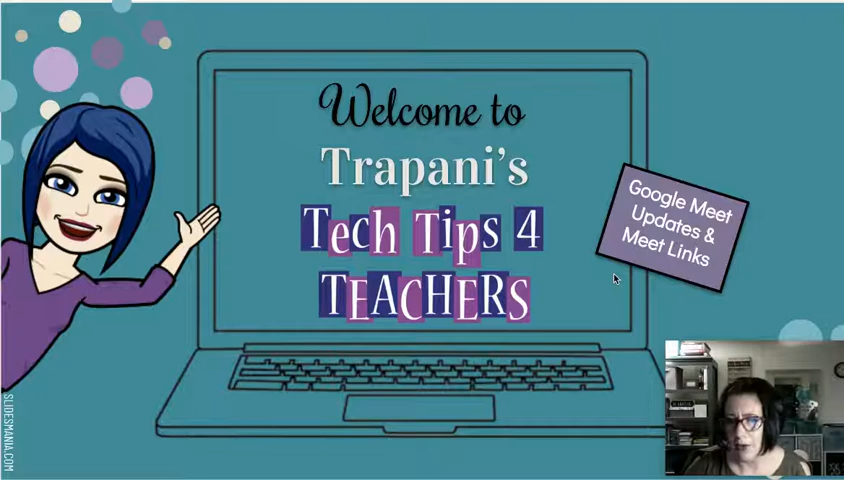 Welcome to
Trapani's
Tech Tips 4
TEACHERS
Google Meet
Updates &
Meet Links
SLIDESMANIA.COM